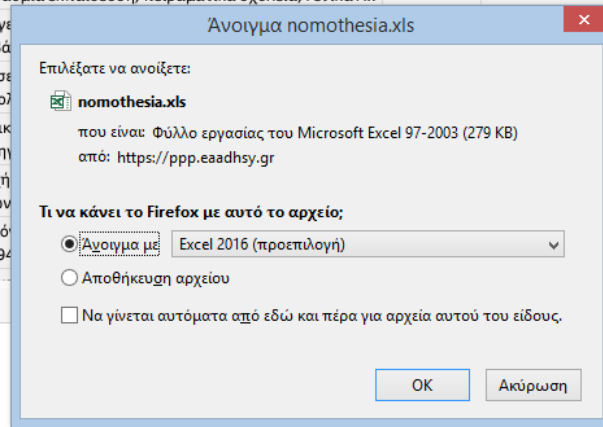 Άνοιγμα nomothesia.xls
Επιλέξατε να ανοίξετε:
nomothesia.xls
που είναι: Φύλλο εργασίας του Microsoft Excel 97-2003 (279 KB)
από: https://ppp.eaadhsy.gr
Τι να κάνει το Firefox με αυτό το αρχείο;
Άνοιγμα με Excel 2016 (προεπιλογή)
Αποθήκευση αρχείου
Να γίνεται αυτόματα από εδώ και πέρα για αρχεία αυτού του είδους.
OK Ακύρωση